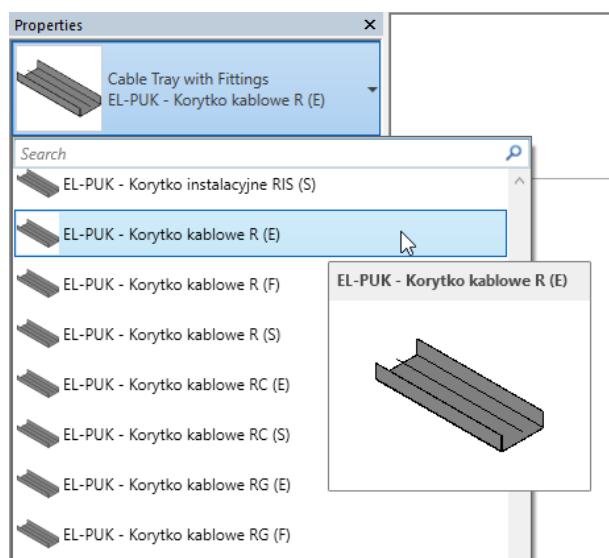 Properties
Cable Tray with Fittings
EL-PUK - Korytko kablowe R (E)
Search
EL-PUK - Korytko instalacyjne RIS (S)
EL-PUK - Korytko kablowe R (E)
EL-PUK - Korytko kablowe R (F)
EL-PUK - Korytko kablowe R (E)
EL-PUK - Korytko kablowe R (S)
EL-PUK - Korytko kablowe RC (E)
EL-PUK - Korytko kablowe RC (S)
EL-PUK - Korytko kablowe RG (E)
EL-PUK - Korytko kablowe RG (F)